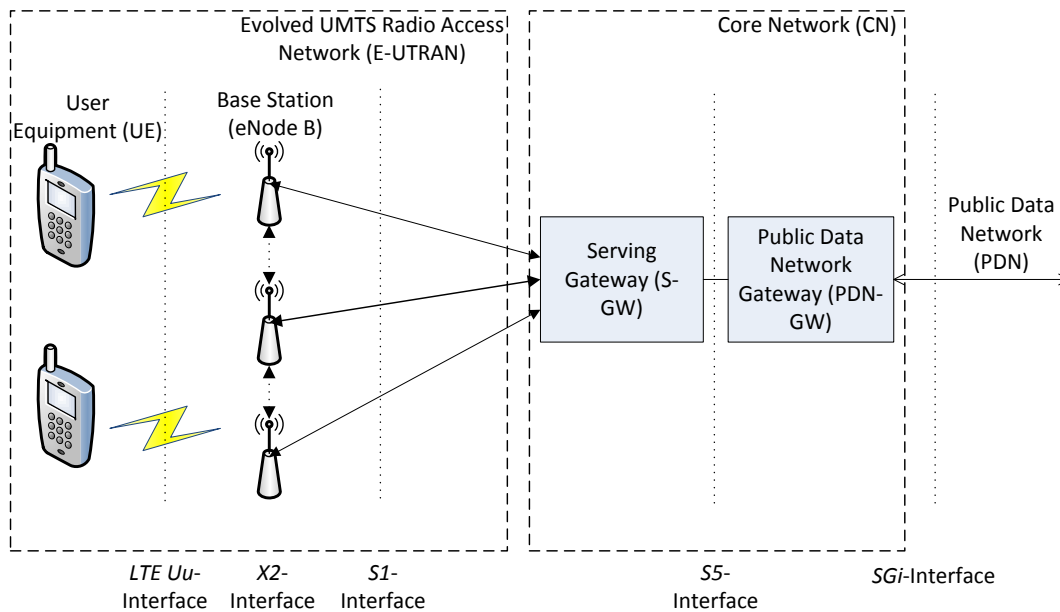 Evolved UMTS Radio Access
Network (E-UTRAN)
Core Network (CN)
User
Equipment (UE)
Base Station
(eNode B)
Serving
Gateway (S-
GW)
Public Data
Network
Gateway (PDN-
GW)
Public Data
Network
(PDN)
LTE Uu-
Interface
X2-
Interface
S1-
Interface
S5-
Interface
SGi-Interface